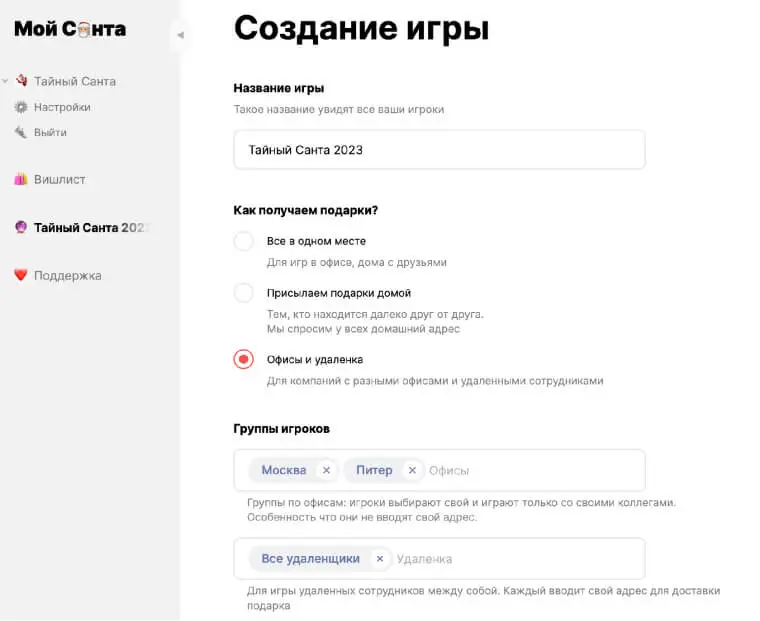 Мой Санта
Тайный Санта
Настройки
Выйти
Вишлист
Тайный Санта 2023
Поддержка
Создание игры
Название игры
Такое название увидят все ваши игроки
Тайный Санта 2023
Как получаем подарки?
Все в одном месте
Для игр в офисе, дома с друзьями
Присылаем подарки домой
Тем, кто находится далеко друг от друга.
Мы спросим у всех домашний адрес
Офисы и удаленка
Для компаний с разными офисами и удаленными сотрудниками
Группы игроков
Москва × Питер × Офисы
Группы по офисам: игроки выбирают свой и играют только со своими коллегами.
Особенность что они не вводят свой адрес.
Все удаленщики × Удаленка
Для игры удаленных сотрудников между собой. Каждый вводит свой адрес для доставки
подарка